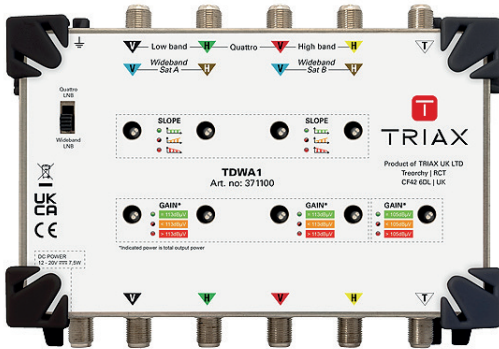 V Low band H Quattro V High band H T
Wideband Wideband
V Sat A H V Sat B H
Quattro
LNB
SLOPE SLOPE
Wideband
LNB
TRIAX
TDWA1
Art. no: 371100
Product of TRIAX UK LTD
Treorchy | RCT
CF42 6DL | UK
UK
CA
CE
GAIN* GAIN* GAIN*
*Indicated power is total output power
DC POWER
12 - 20V 7,5W
V H V H T